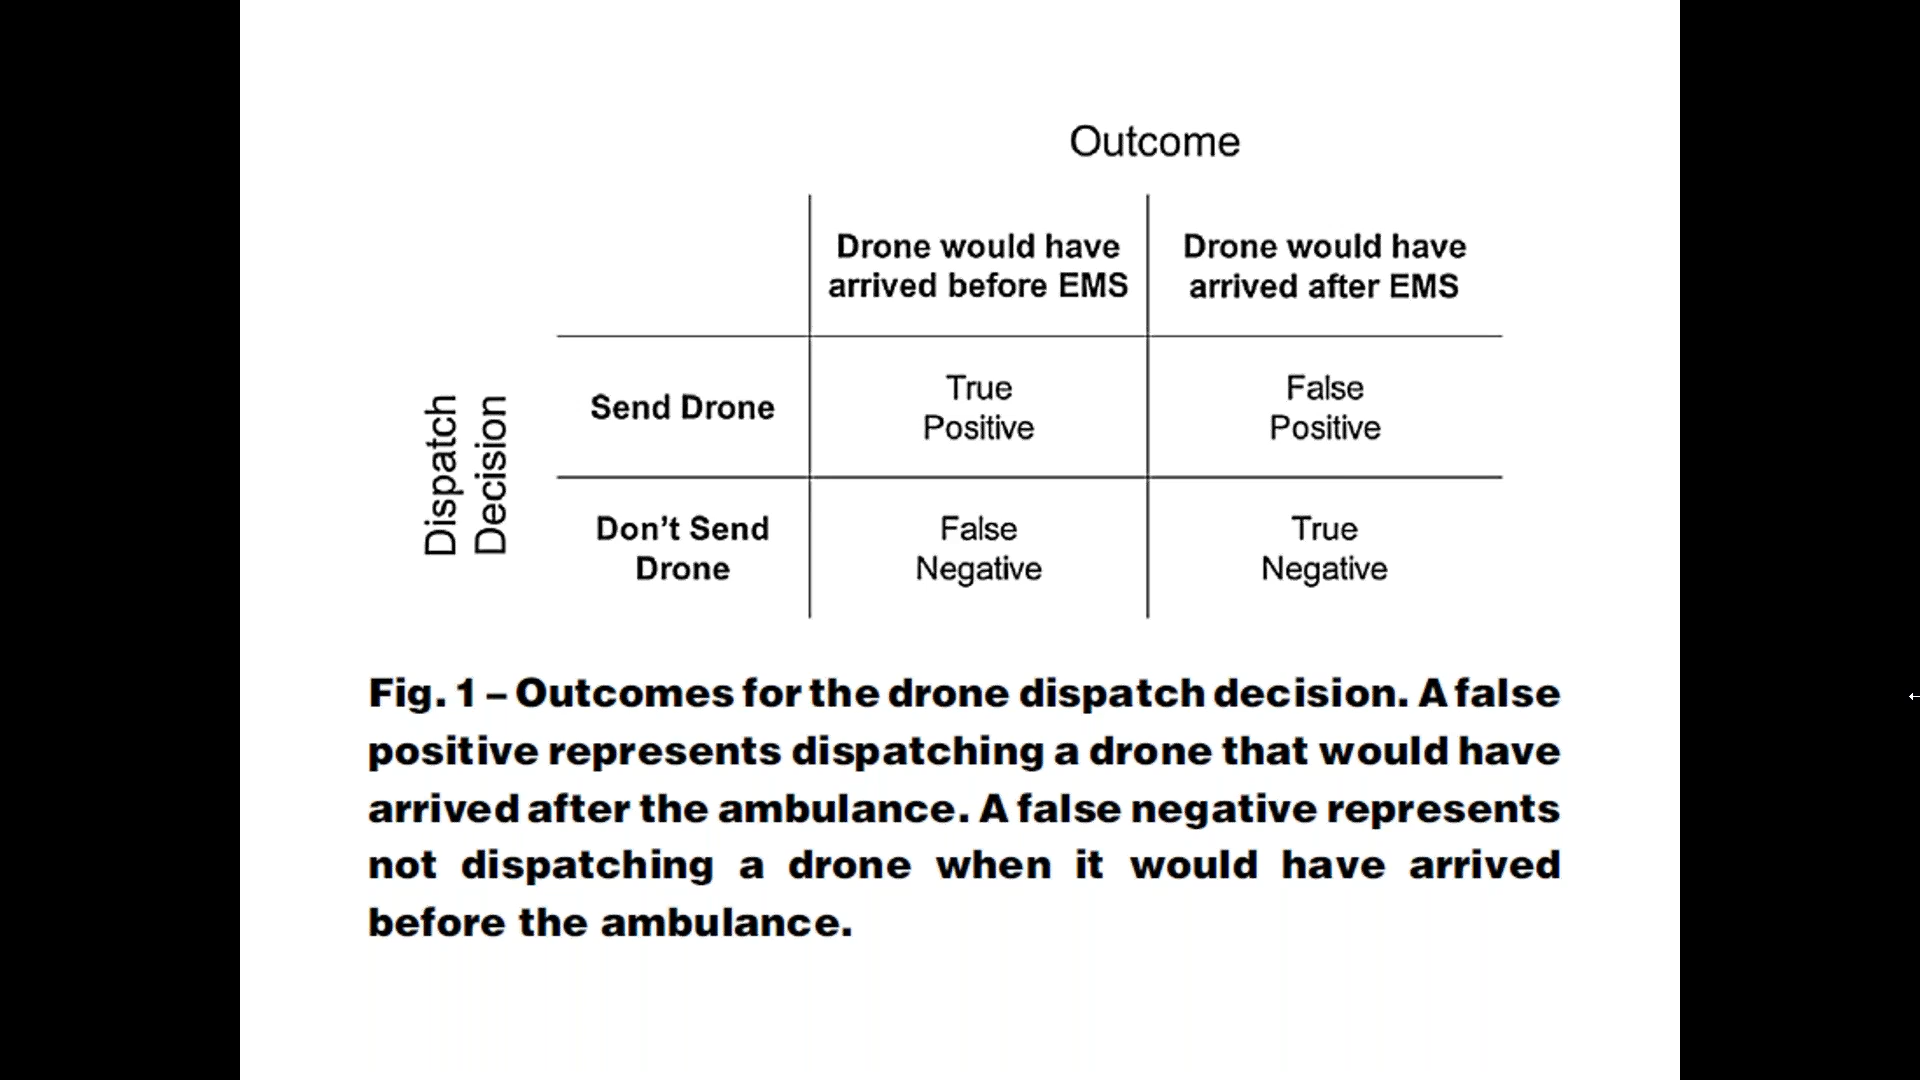 Outcome
Drone would have
arrived before EMS
Drone would have
arrived after EMS
Dispatch
Decision
Send Drone
True
Positive
False
Positive
Don't Send
Drone
False
Negative
True
Negative
Fig. 1 – Outcomes for the drone dispatch decision. A false
positive represents dispatching a drone that would have
arrived after the ambulance. A false negative represents
not dispatching a drone when it would have arrived
before the ambulance.